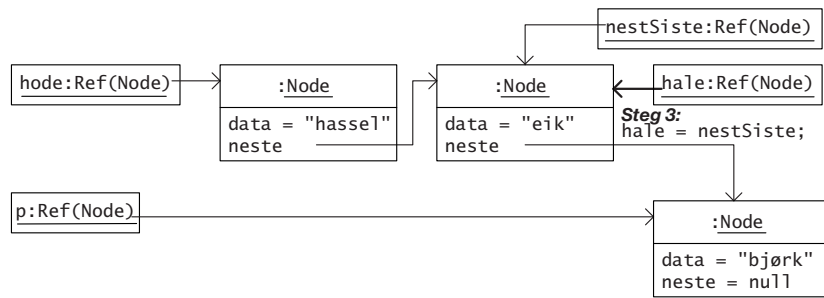 nestSiste:Ref(Node)
hode:Ref(Node)
:Node
:Node
hale:Ref(Node)
data = "hassel"
neste
data = "eik"
neste
Steg 3:
hale = nestSiste;
p:Ref(Node)
:Node
data = "bjørk"
neste = null